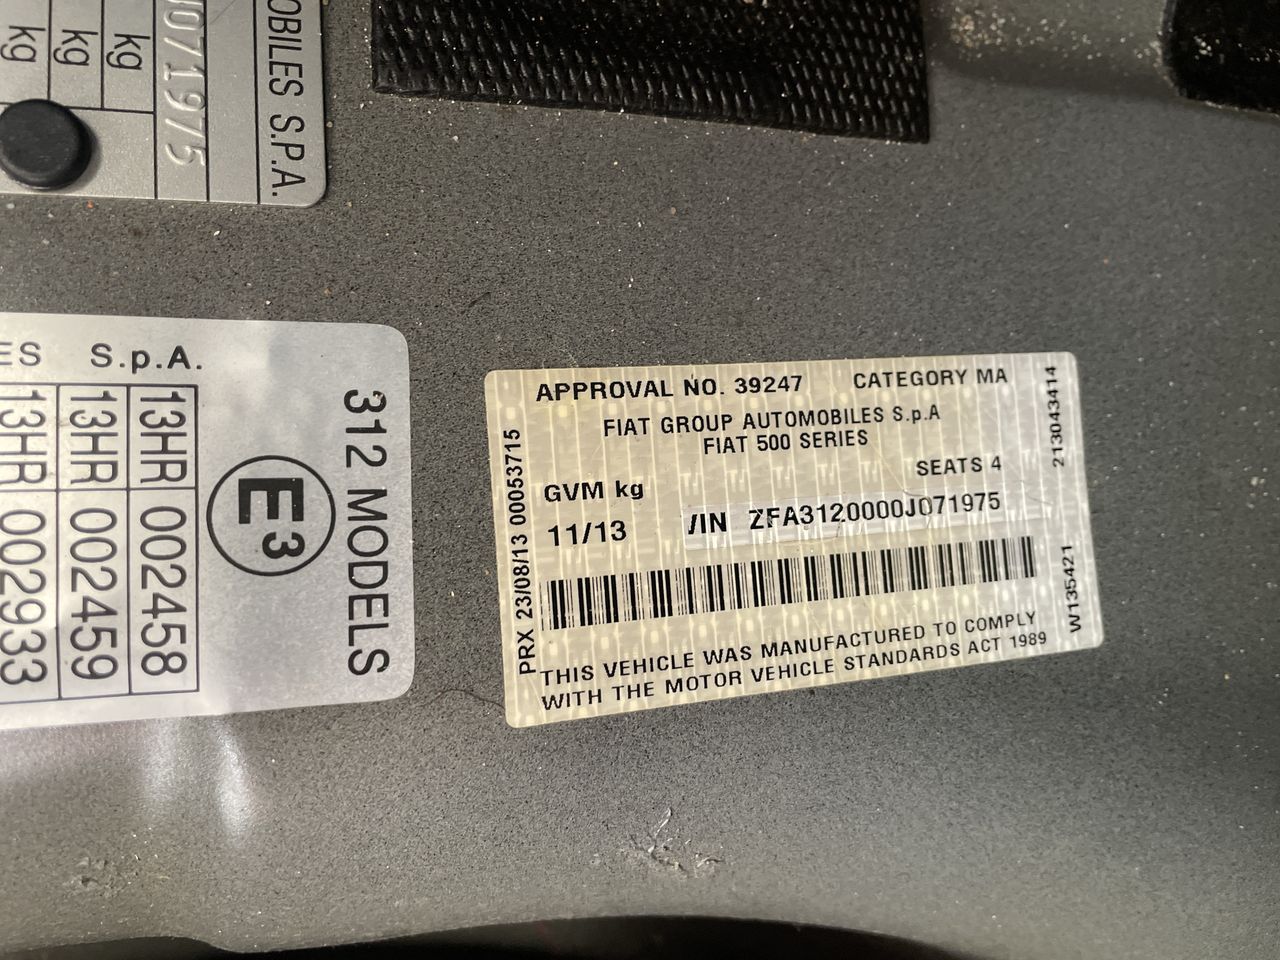 OBILES S.P.A.
J071975
kg
kg
kg
ES S.p.A.
13HR 002458
13HR 002459
13HR 002933
E3
312 MODELS
APPROVAL NO. 39247 CATEGORY MA
FIAT GROUP AUTOMOBILES S.p.A
FIAT 500 SERIES
SEATS 4
GVM kg
11/13 /IN ZFA3120000J071975
THIS VEHICLE WAS MANUFACTURED TO COMPLY
WITH THE MOTOR VEHICLE STANDARDS ACT 1989
PRX 23/08/13 00053715
213043414
W135421